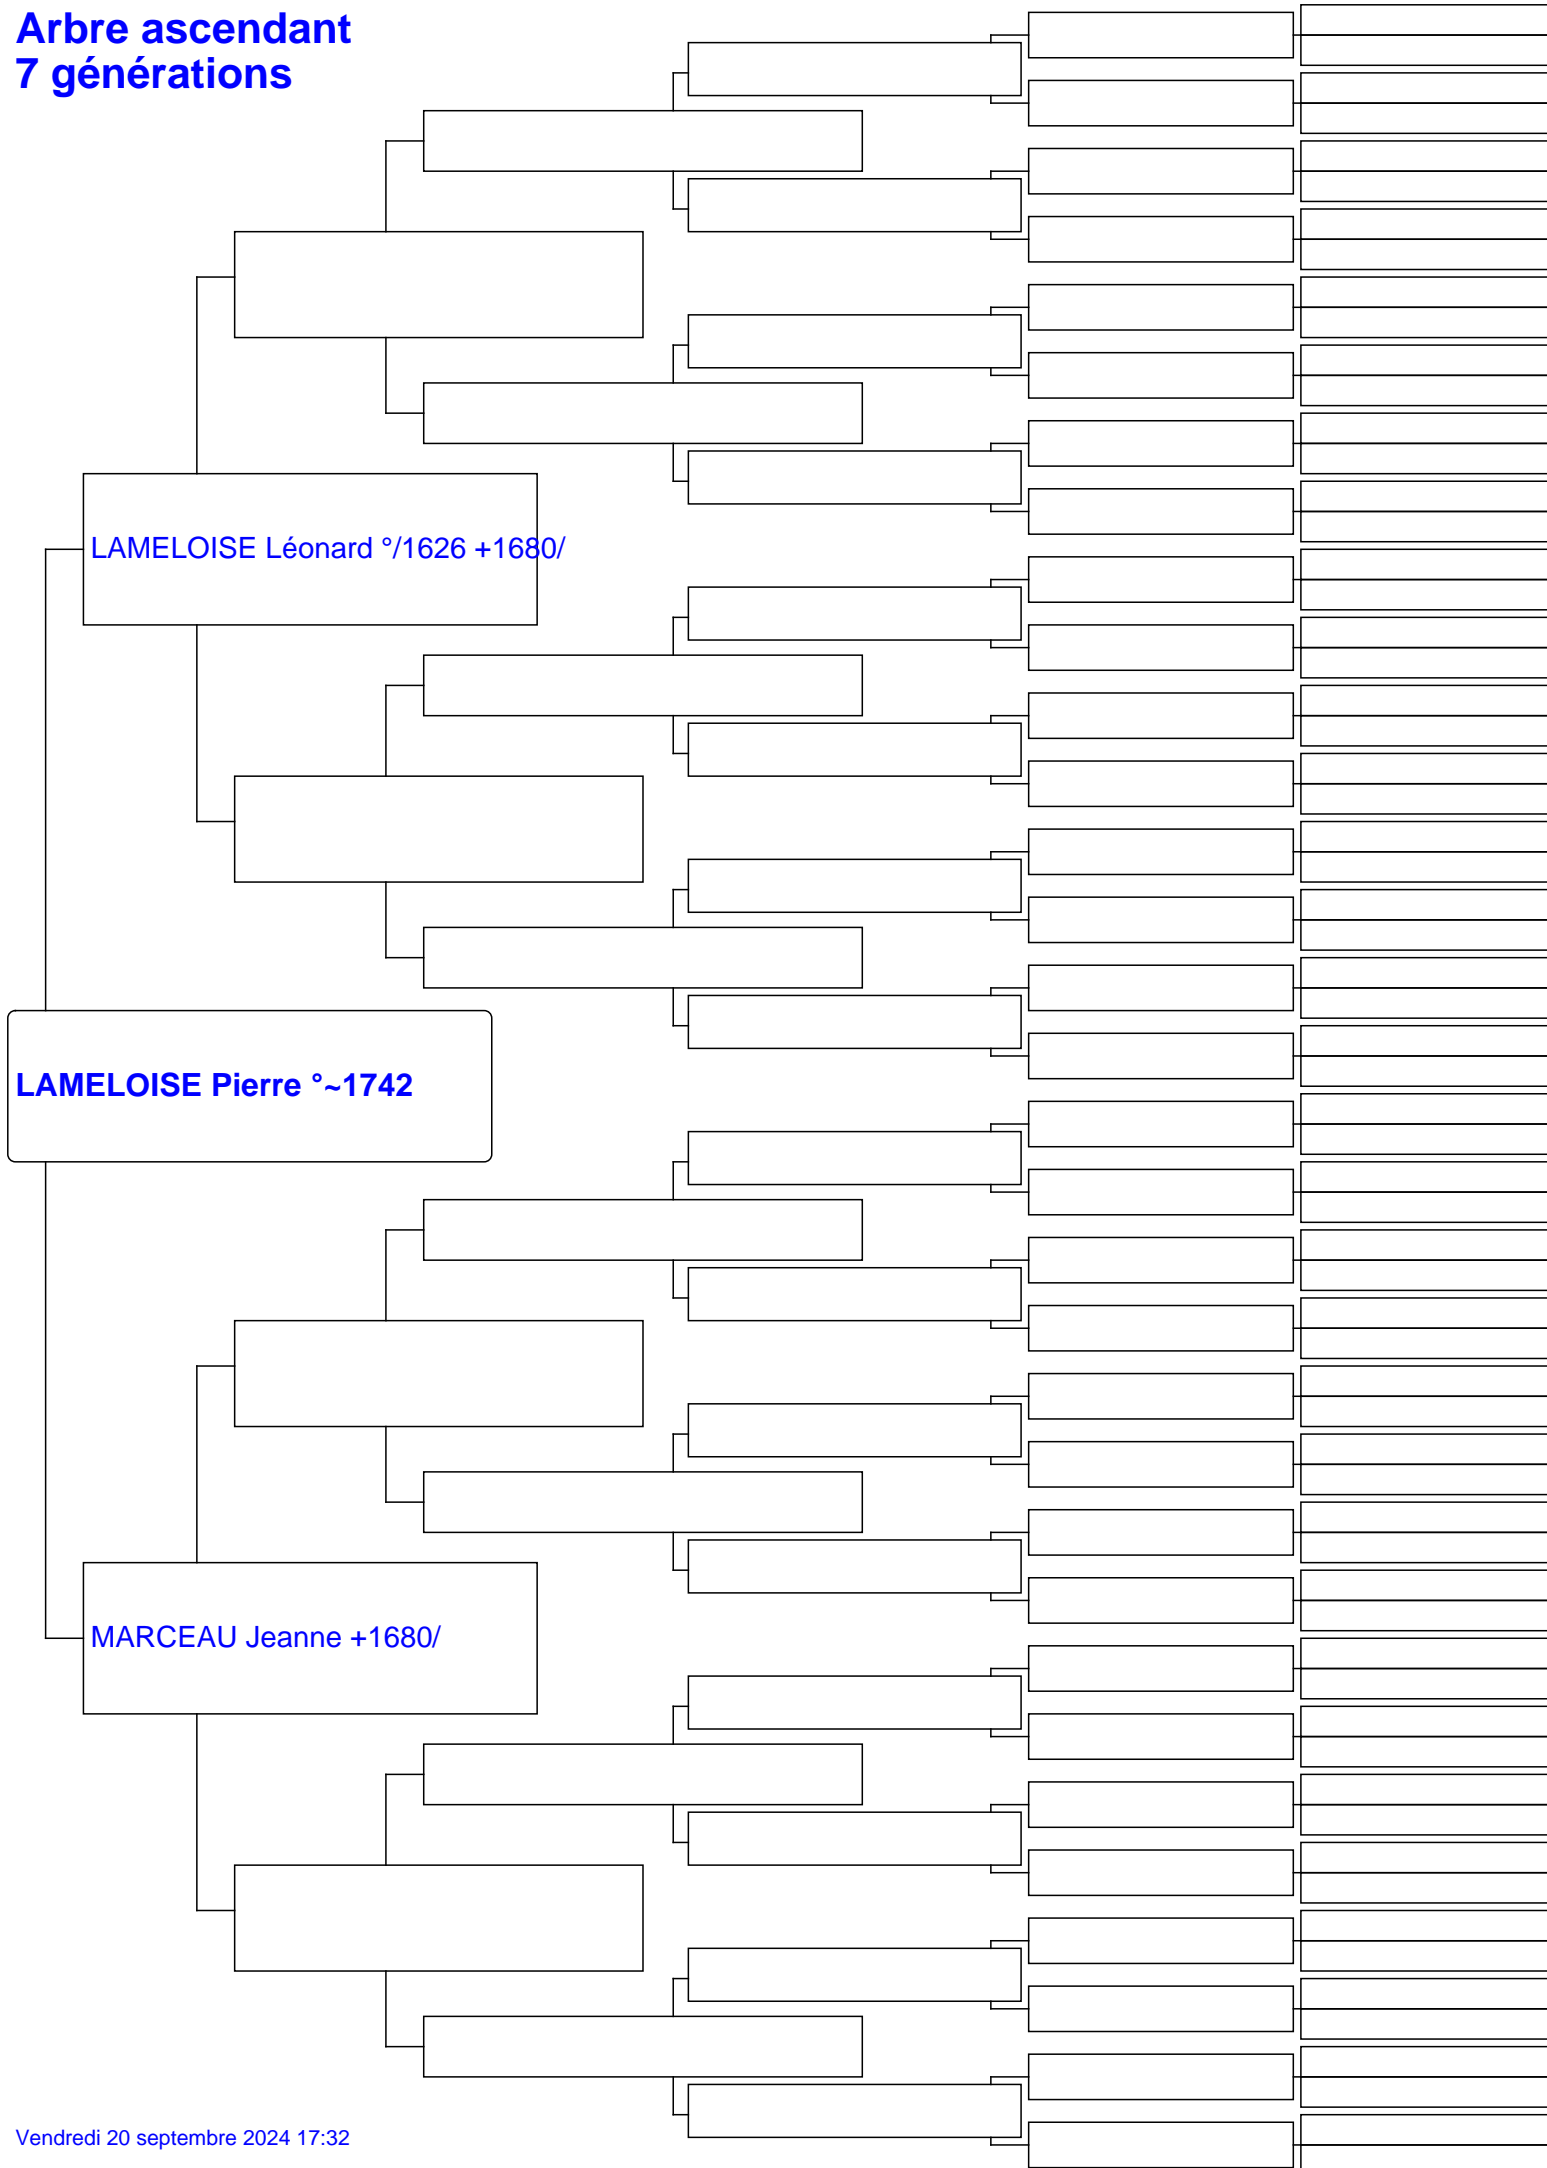 Arbre ascendant
7 générations
LAMELOISE Léonard °/1626 +1680/
LAMELOISE Pierre °~1742
MARCEAU Jeanne +1680/
Vendredi 20 septembre 2024 17:32